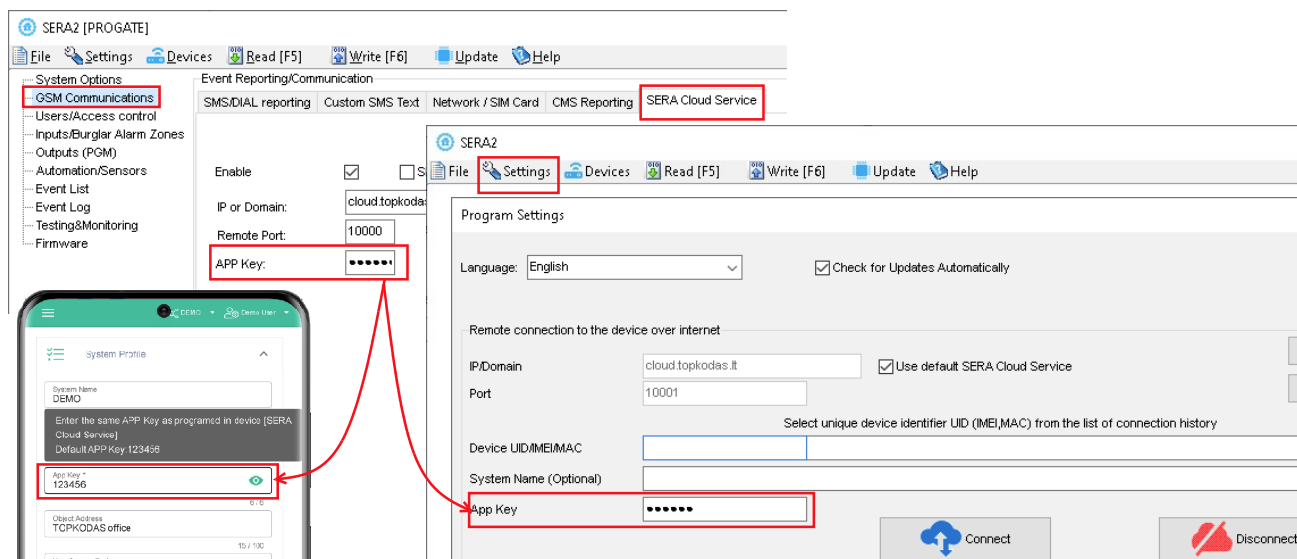 SERA2 [PROGATE]
File Settings Devices Read [F5] Write [F6] Update Help
System Options
GSM Communications
Users/Access control
Inputs/Burglar Alarm Zones
Outputs (PGM)
Automation/Sensors
Event List
Event Log
Testing&Monitoring
Firmware
Event Reporting/Communication
SMS/DIAL reporting Custom SMS Text Network / SIM Card CMS Reporting SERA Cloud Service
Enable
IP or Domain: cloud.topkodas
Remote Port: 10000
APP Key: ••••••
SERA2
File Settings Devices Read [F5] Write [F6] Update Help
Program Settings
Language: English
Check for Updates Automatically
Remote connection to the device over internet
IP/Domain cloud.topkodas.lt Use default SERA Cloud Service
Port 10001
Select unique device identifier UID (IMEI,MAC) from the list of connection history
Device UID/IMEI/MAC
System Name (Optional)
App Key ••••••
Connect Disconnect
DEMO Demo User
System Profile
System Name
DEMO
Enter the same APP Key as programed in device [SERA
Cloud Service]
Default APP Key:123456
App Key *
123456
6 / 6
Object Address
TOPKODAS office
15 / 100